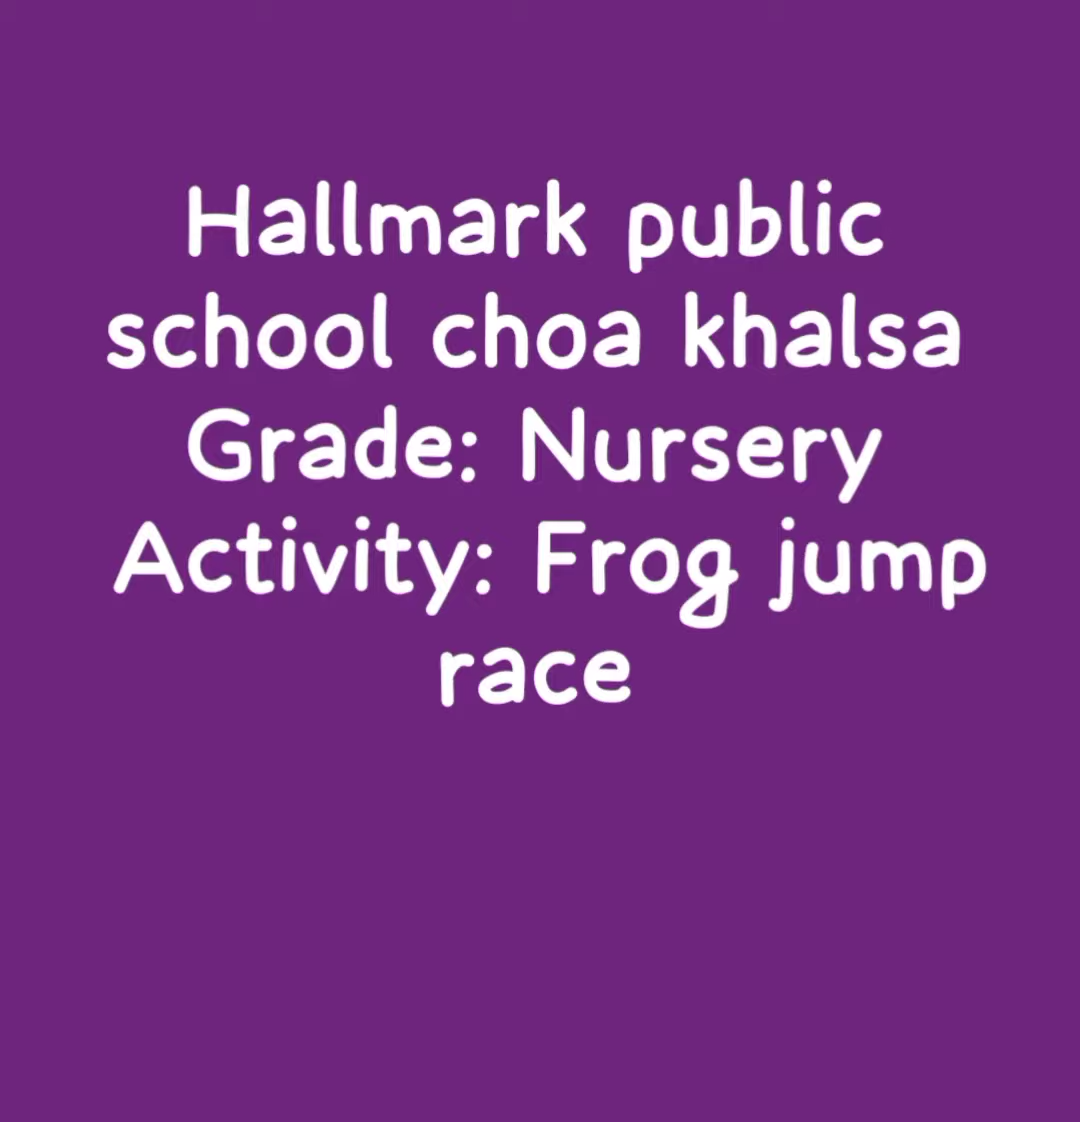 Hallmark public
school choa khalsa
Grade: Nursery
Activity: Frog jump
race